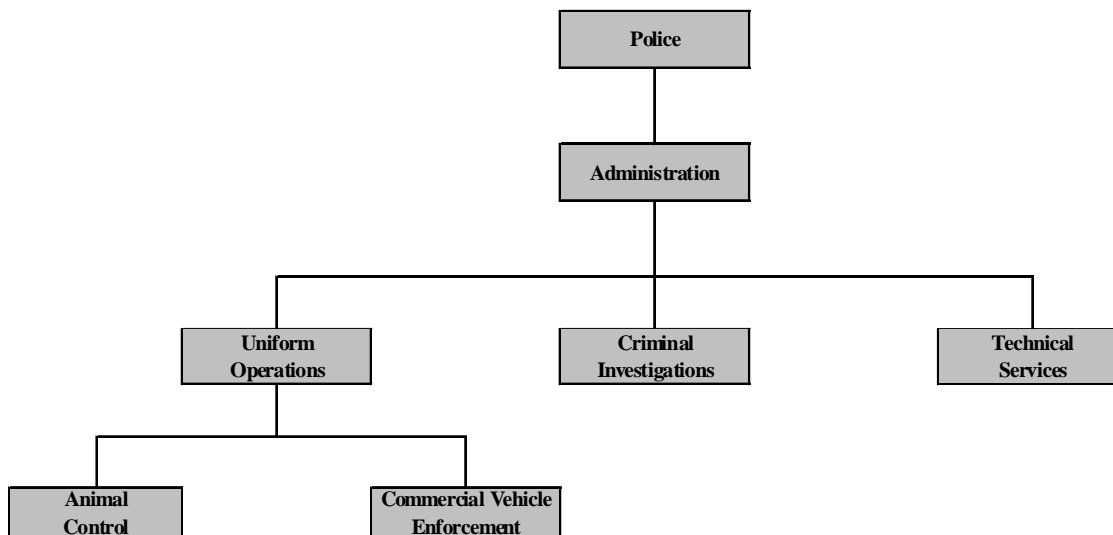 Police
Administration
Uniform
Operations
Criminal
Investigations
Technical
Services
Animal
Control
Commercial Vehicle
Enforcement